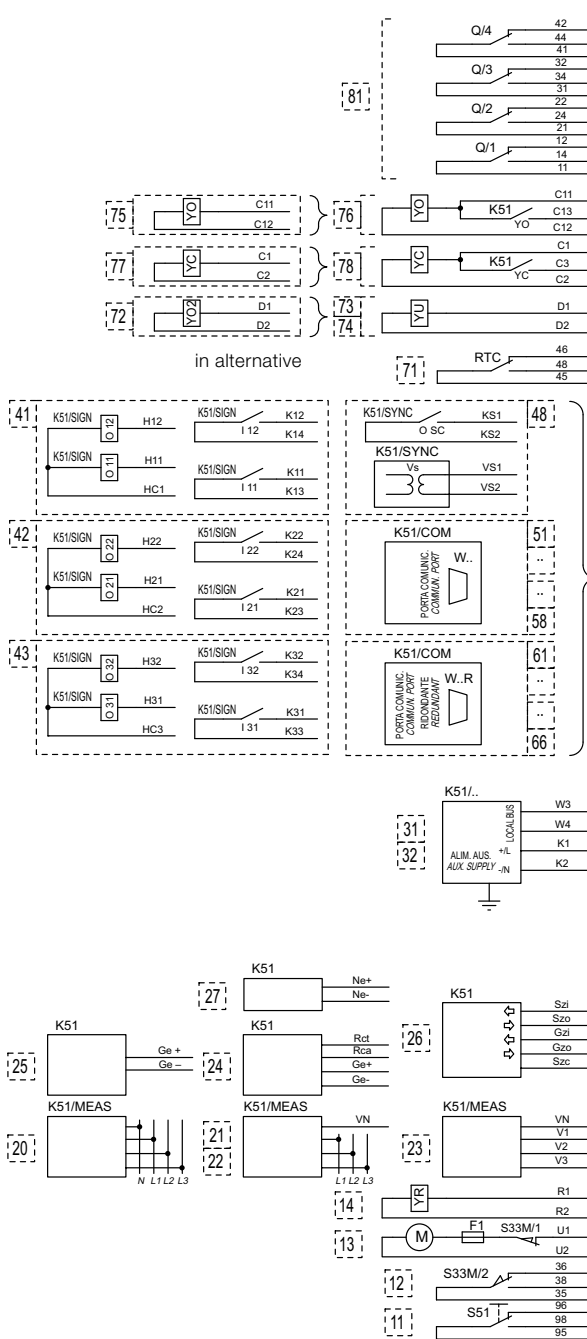 Q/4 42
44
41
Q/3 32
34
31
81
Q/2 22
24
21
Q/1 12
14
11
75 YO C11
C12
76 YO K51 YO C11
C13
C12
77 YC C1
C2
78 YC K51 YC C1
C3
C2
72 YO2 D1
D2
73
74
YU D1
D2
in alternative
71 RTC 46
48
45
41 K51/SIGN O 12 H12 K51/SIGN I 12 K12
K14
K51/SIGN O 11 H11 K51/SIGN I 11 K11
HC1 K13
K51/SYNC O SC KS1 48
KS2
K51/SYNC
Vs VS1
VS2
42 K51/SIGN O 22 H22 K51/SIGN I 22 K22
K24
K51/SIGN O 21 H21 K51/SIGN I 21 K21
HC2 K23
K51/COM 51
PORTA COMUNIC.
COMMUN. PORT
W..
..
..
58
43 K51/SIGN O 32 H32 K51/SIGN I 32 K32
K34
K51/SIGN O 31 H31 K51/SIGN I 31 K31
HC3 K33
K51/COM 61
PORTA COMUNIC.
COMMUN. PORT
RIDONDANTE
REDUNDANT
W..R
..
..
66
K51/..
31
32
LOCAL BUS
W3
W4
ALIM. AUS.
AUX. SUPPLY
+/L K1
-/N K2
27 K51 Ne+
Ne-
25 K51 Ge +
Ge –
24 K51 Rct
Rca
Ge+
Ge-
26 K51 Szi
Szo
Gzi
Gzo
Szc
20 K51/MEAS
N L1 L2 L3
21
22
K51/MEAS VN
L1 L2 L3
23 K51/MEAS VN
V1
V2
V3
14 YR R1
R2
13 M F1 S33M/1 U1
U2
12 S33M/2 36
38
35
11 S51 96
98
95